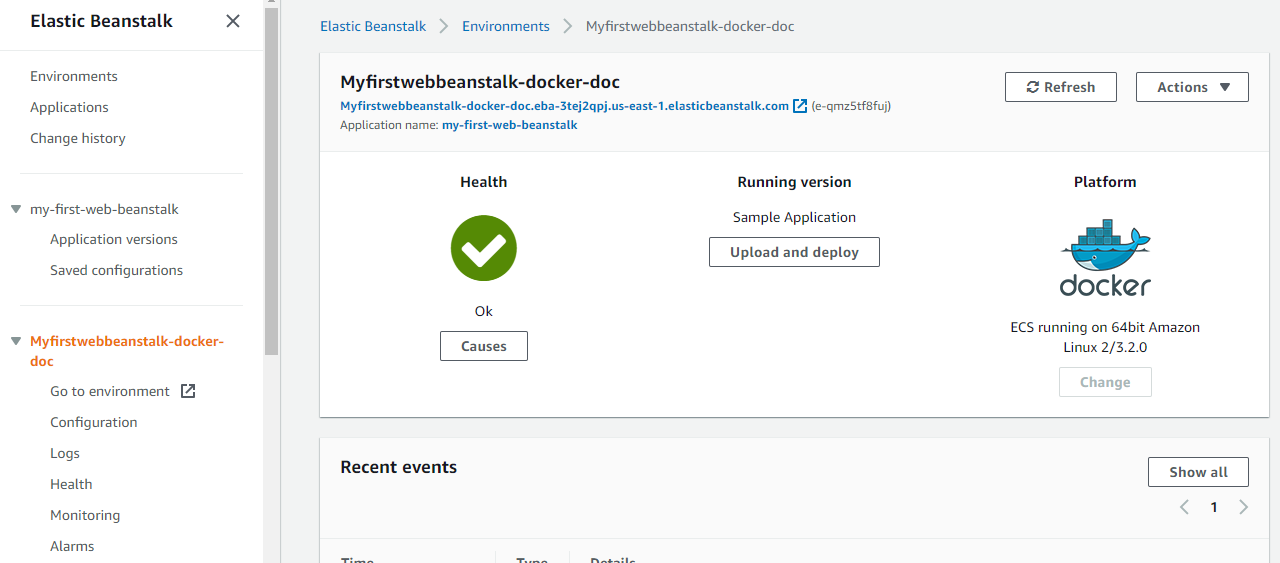 Elastic Beanstalk
Environments
Applications
Change history
my-first-web-beanstalk
Application versions
Saved configurations
Myfirstwebbeanstalk-docker-
doc
Go to environment
Configuration
Logs
Health
Monitoring
Alarms
Elastic Beanstalk > Environments > Myfirstwebbeanstalk-docker-doc
Myfirstwebbeanstalk-docker-doc
Myfirstwebbeanstalk-docker-doc.eba-3tej2qpj.us-east-1.elasticbeanstalk.com (e-qmz5tf8fuj)
Application name: my-first-web-beanstalk
Refresh
Actions
Health
Ok
Causes
Running version
Sample Application
Upload and deploy
Platform
docker
ECS running on 64bit Amazon
Linux 2/3.2.0
Change
Recent events
Show all
1
Time Type Details